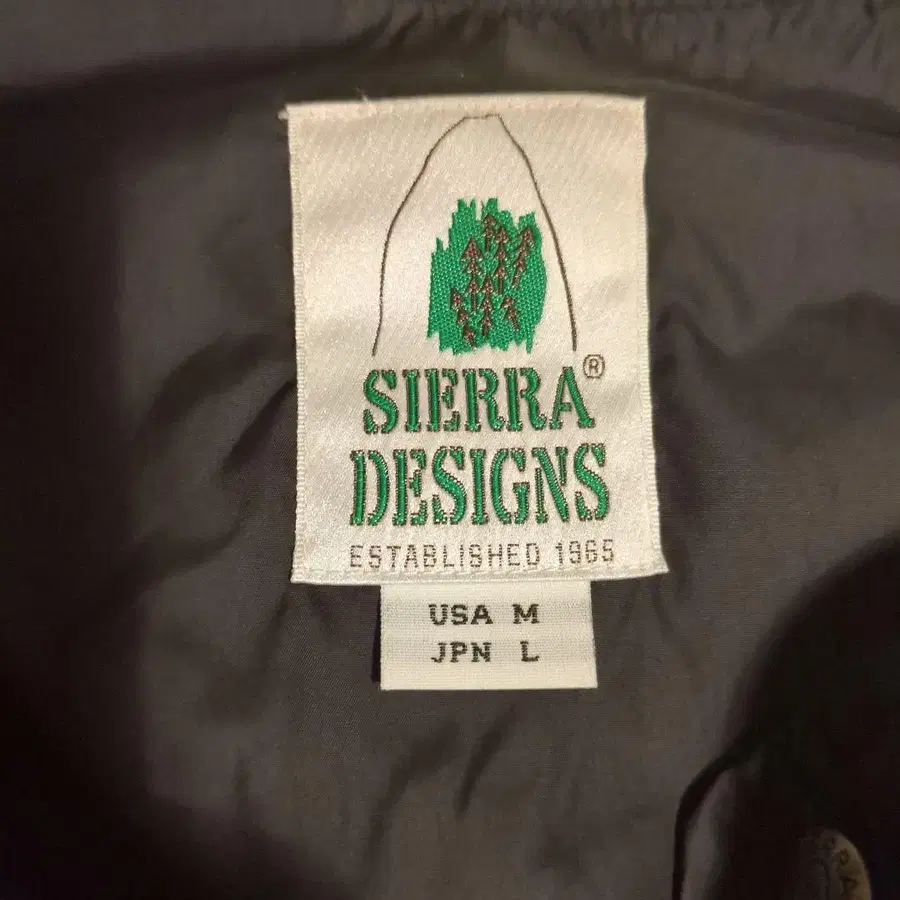 SIERRA®
DESIGNS
ESTABLISHED 1965
USA M
JPN L